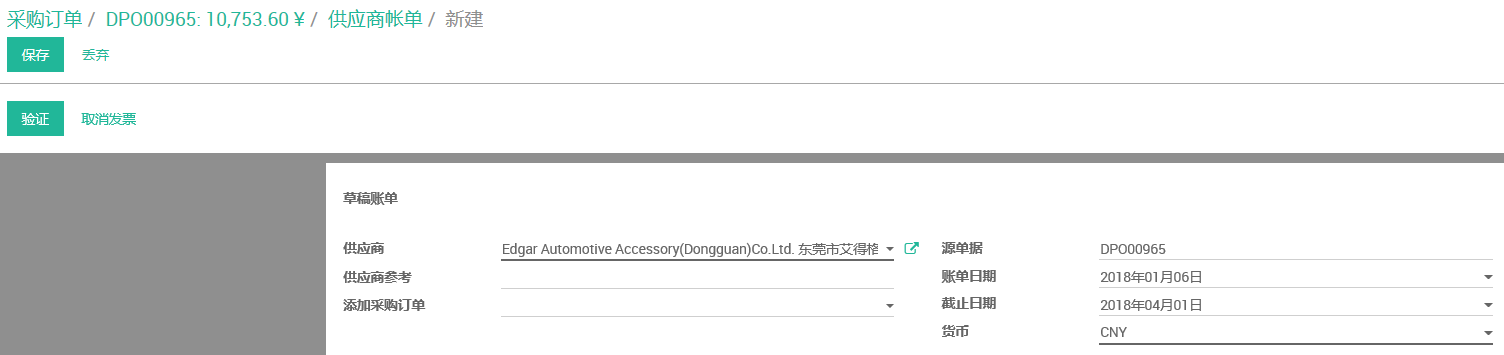 采购订单 / DPO00965: 10,753.60 ¥ / 供应商帐单 / 新建
保存 丢弃
验证 取消发票
草稿账单
供应商 Edgar Automotive Accessory(Dongguan)Co.Ltd. 东莞市艾得格 源单据 DPO00965
供应商参考 账单日期 2018年01月06日
添加采购订单 截止日期 2018年04月01日
货币 CNY